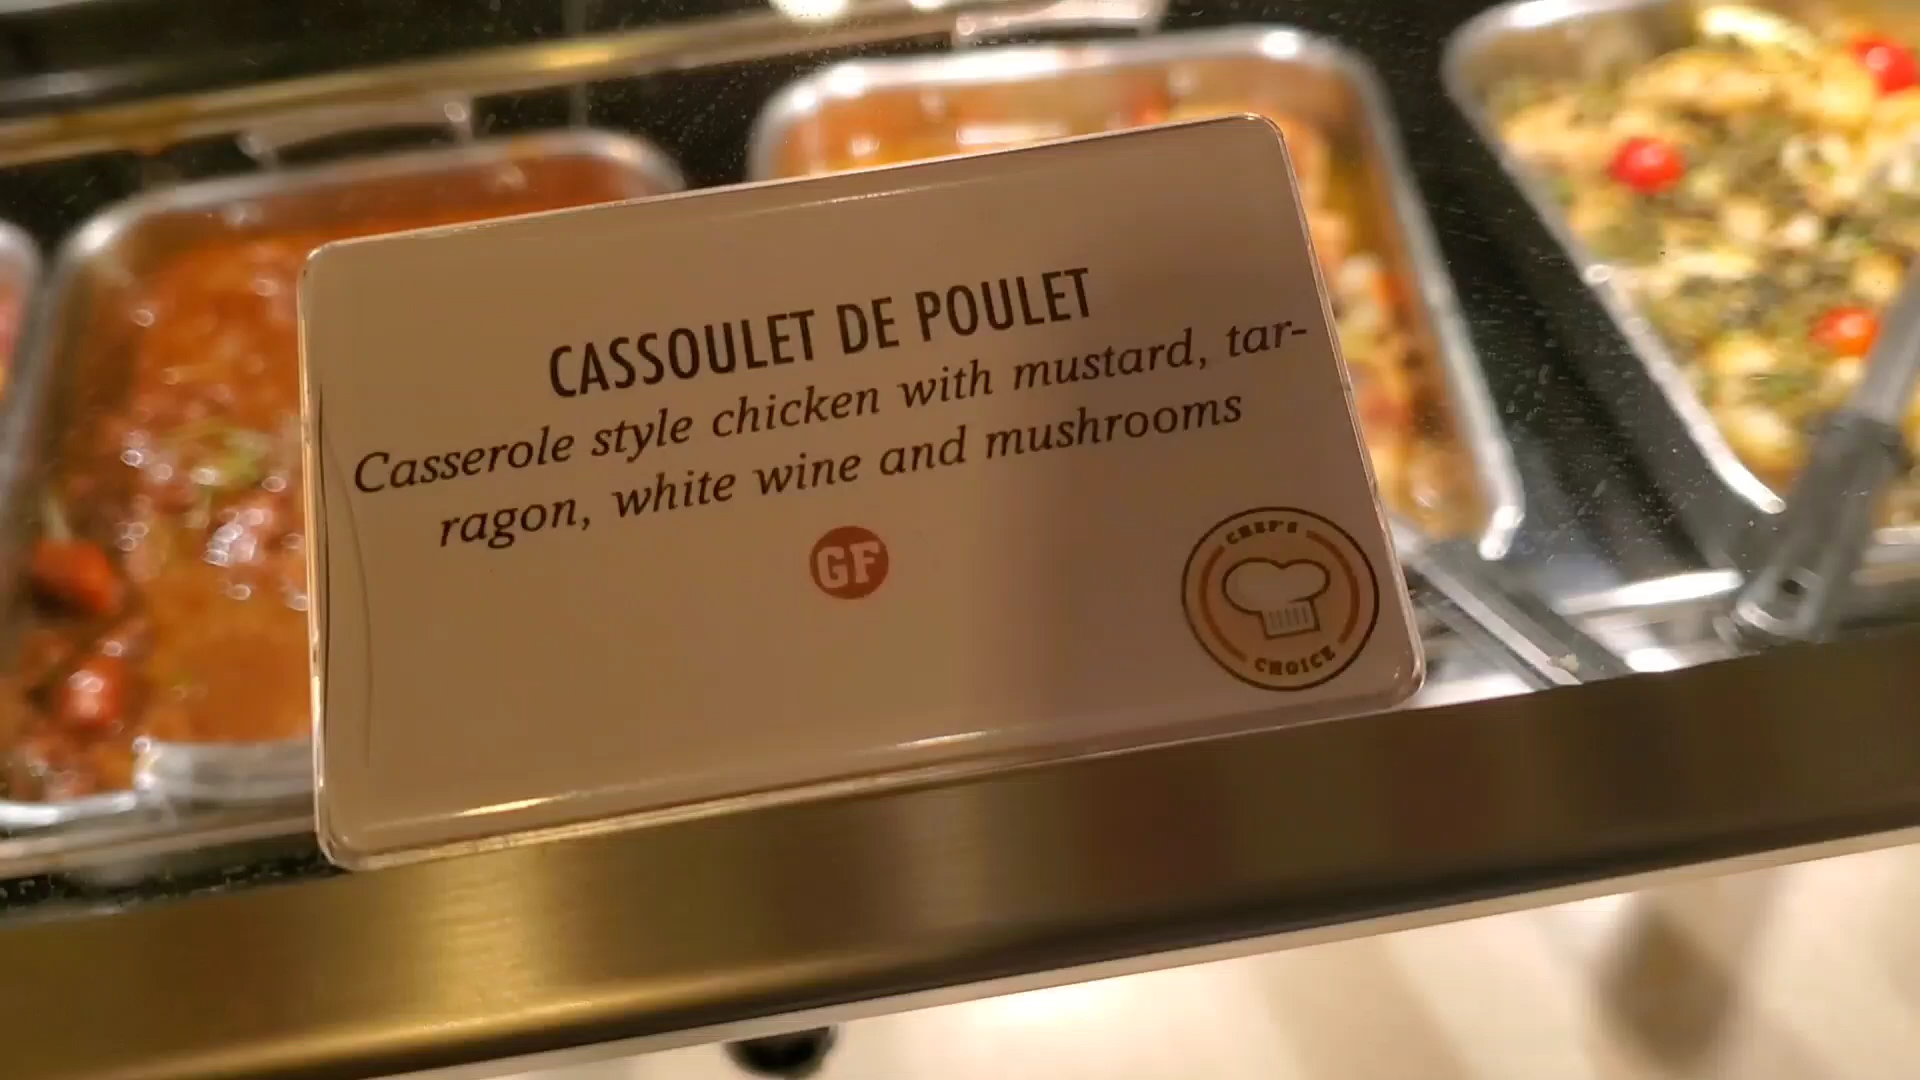 CASSOULET DE POULET
Casserole style chicken with mustard, tar-
ragon, white wine and mushrooms
GF
CHEF'S
CHOICE